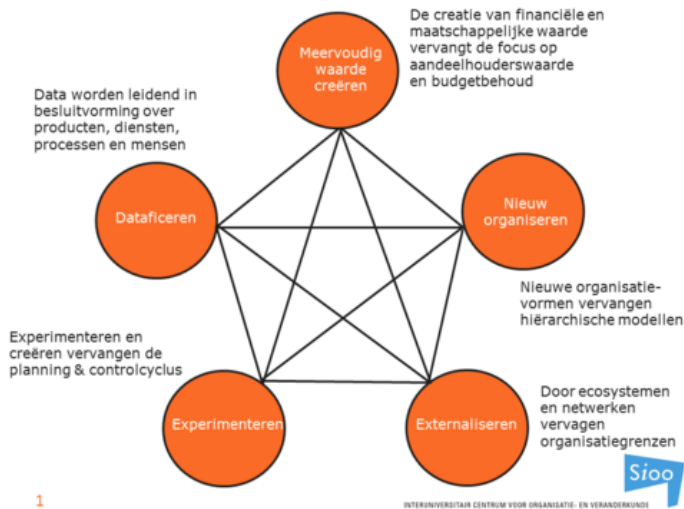 Meervoudig
waarde
creëren
De creatie van financiële en
maatschappelijke waarde
vervangt de focus op
aandeelhouderswaarde
en budgetbehoud
Data worden leidend in
besluitvorming over
producten, diensten,
processen en mensen
Dataficeren
Nieuw
organiseren
Nieuwe organisatie-
vormen vervangen
hiërarchische modellen
Experimenteren en
creëren vervangen de
planning & controlcyclus
Experimenteren
Externaliseren
Door ecosystemen
en netwerken
vervagen
organisatiegrenzen
Sioo
1
INTERUNIVERSITAIR CENTRUM VOOR ORGANISATIE- EN VERANDERKUNDE